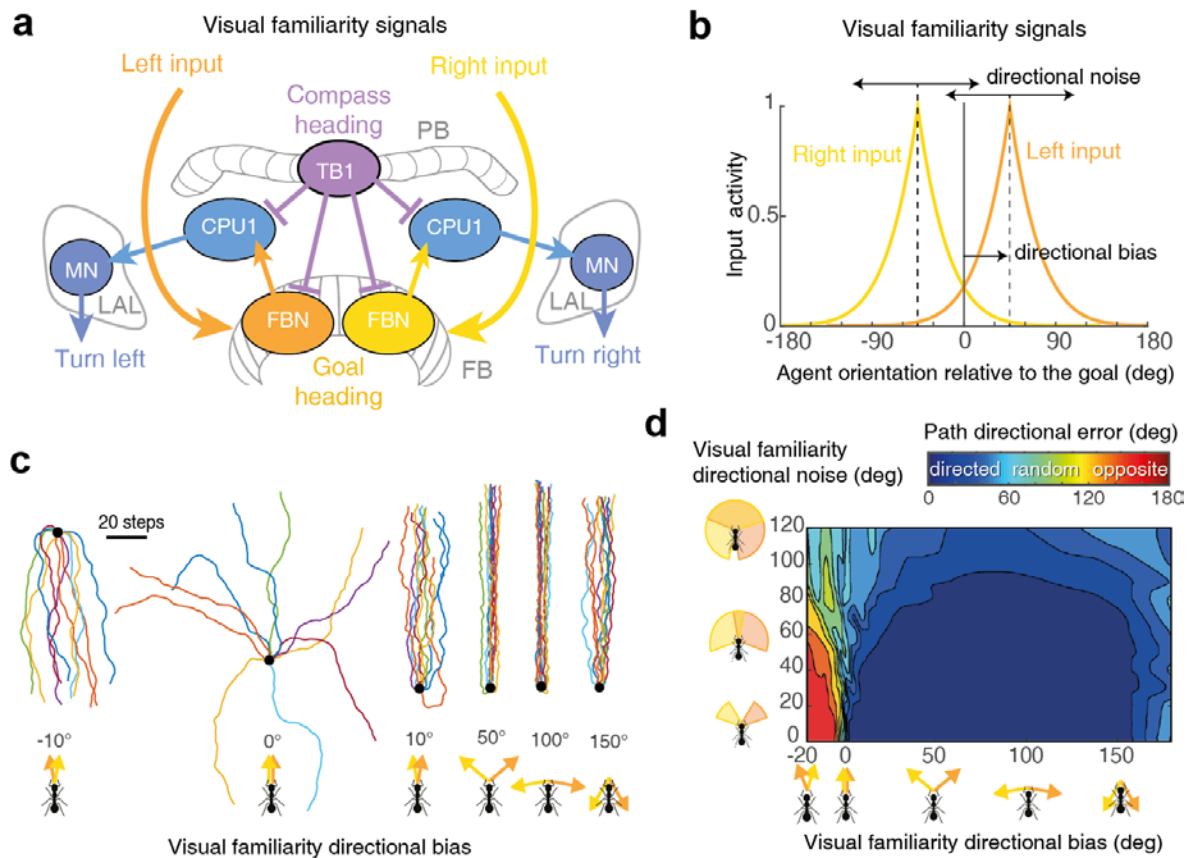 a
Visual familiarity signals
Left input
Right input
Compass
heading
PB
TB1
CPU1
CPU1
MN
MN
LAL
LAL
FBN
FBN
Turn left
Goal
heading
FB
Turn right
b
Visual familiarity signals
directional noise
Right input
Left input
directional bias
Input activity
1
0.5
0
-180
-90
0
90
180
Agent orientation relative to the goal (deg)
c
20 steps
-10°
0°
10°
50°
100°
150°
Visual familiarity directional bias
d
Visual familiarity
directional noise (deg)
Path directional error (deg)
directed random opposite
0
60
120
180
120
100
80
60
40
20
0
-20
0
50
100
150
Visual familiarity directional bias (deg)